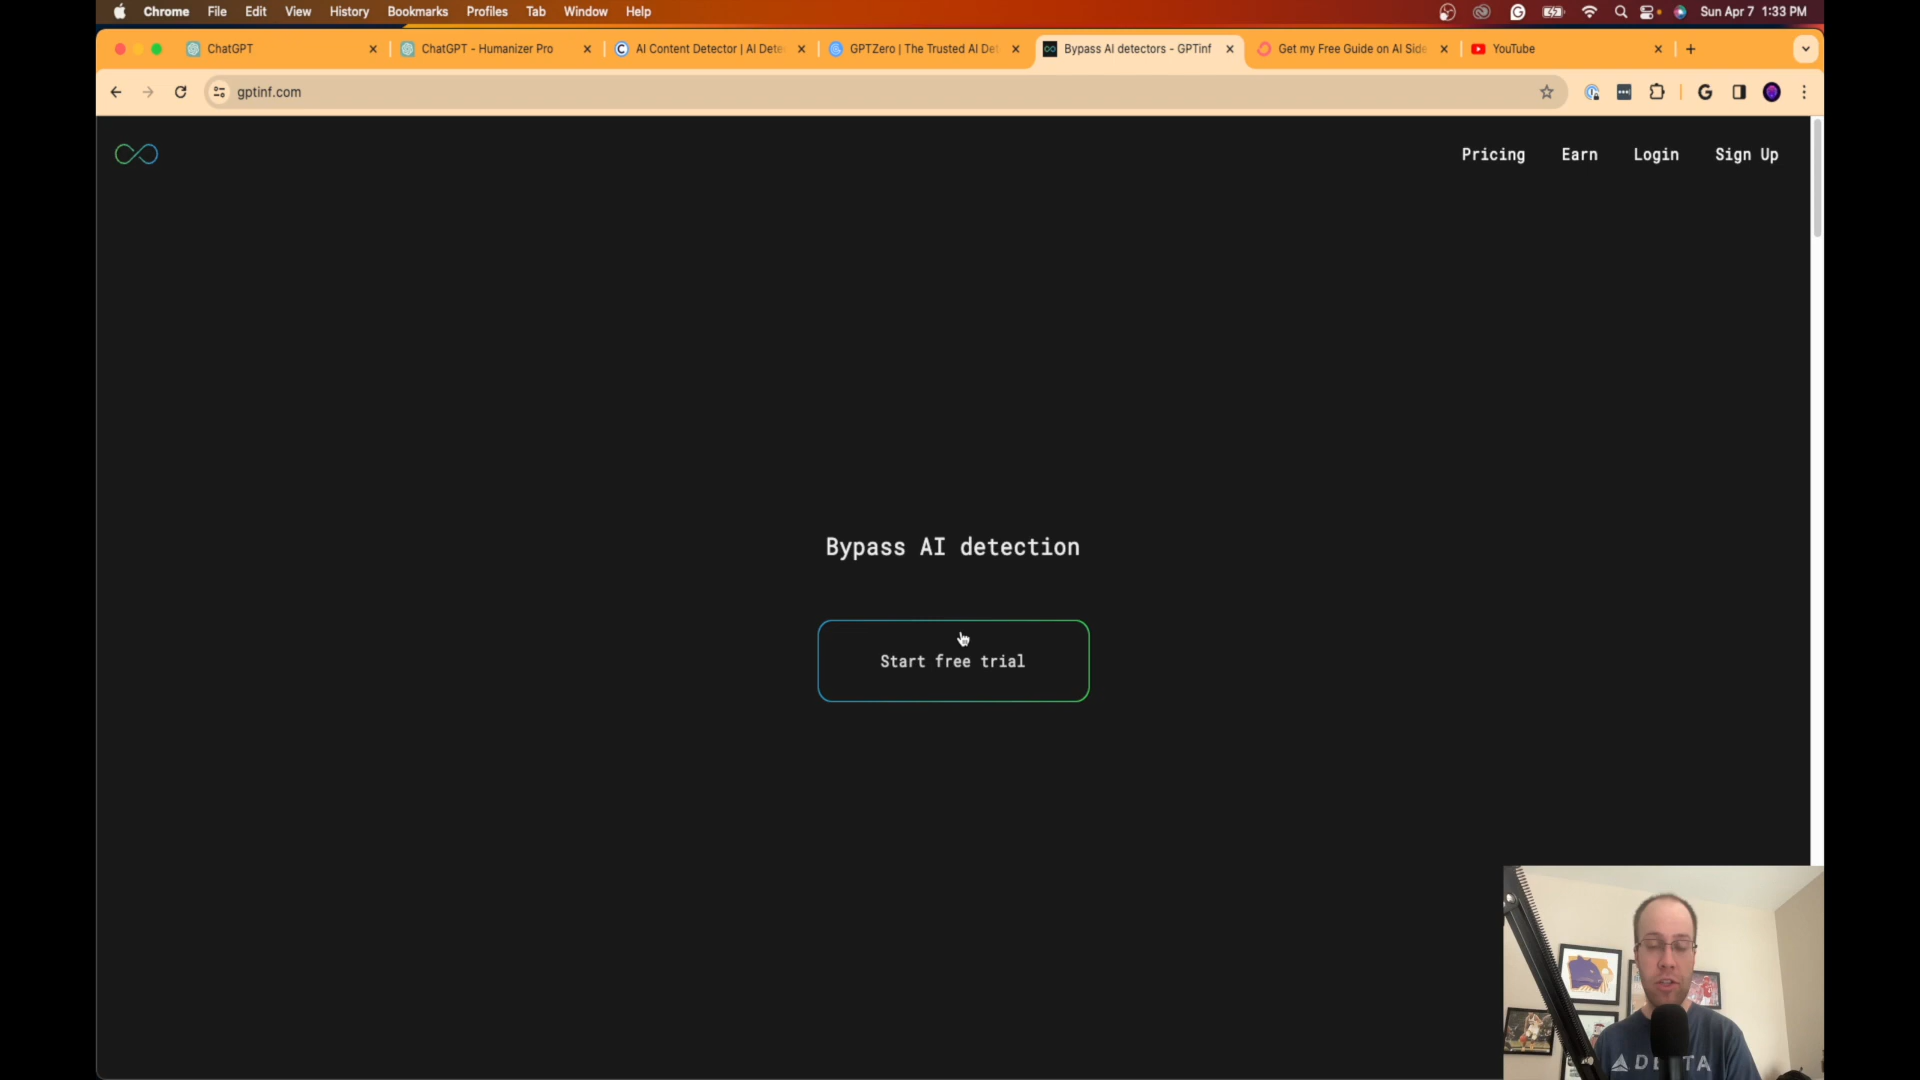 Chrome File Edit View History Bookmarks Profiles Tab Window Help Sun Apr 7 1:33 PM
ChatGPT ChatGPT - Humanizer Pro AI Content Detector | AI Dete GPTZero | The Trusted AI Det Bypass AI detectors - GPTinf Get my Free Guide on AI Side YouTube
gptinf.com
Pricing Earn Login Sign Up
Bypass AI detection
Start free trial
DELTA